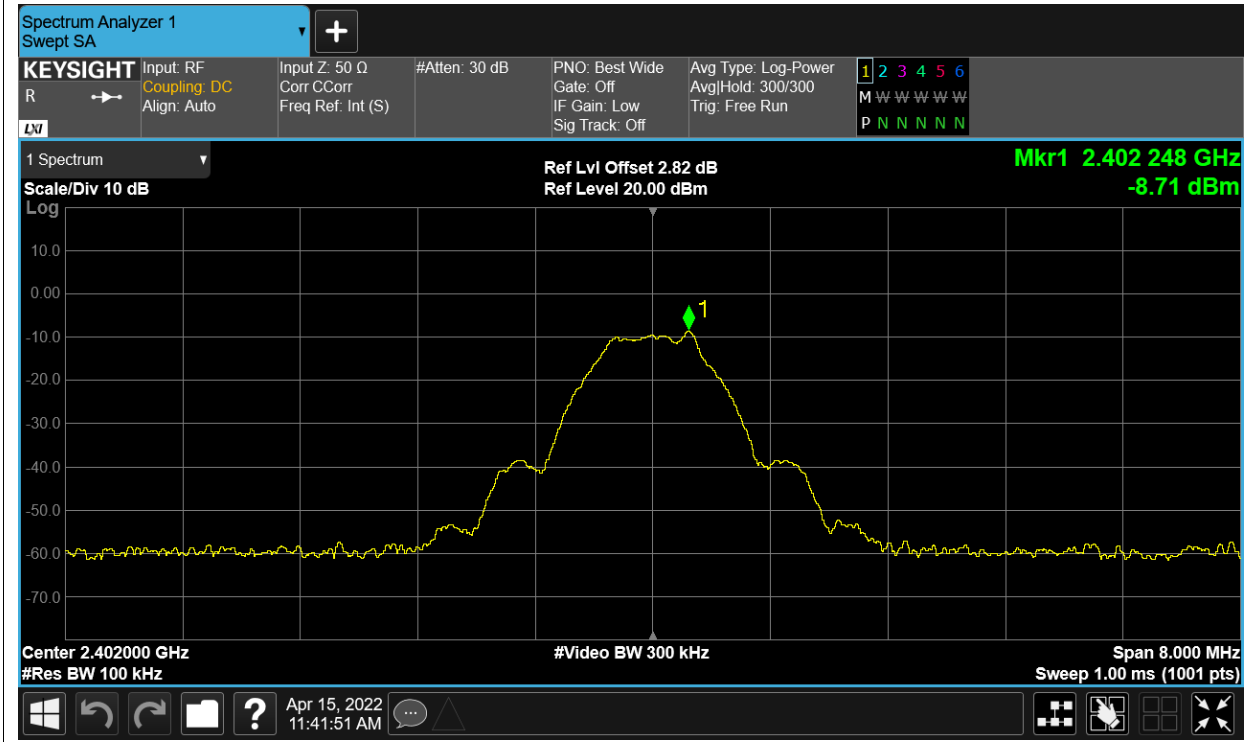 Spectrum Analyzer 1
Swept SA
KEYSIGHT
R
LXI
Input: RF
Coupling: DC
Align: Auto
Input Z: 50 Ω
Corr CCorr
Freq Ref: Int (S)
#Atten: 30 dB
PNO: Best Wide
Gate: Off
IF Gain: Low
Sig Track: Off
Avg Type: Log-Power
Avg|Hold: 300/300
Trig: Free Run
1 2 3 4 5 6
M W W W W W
P N N N N N
1 Spectrum
Scale/Div 10 dB
Log
Ref Lvl Offset 2.82 dB
Ref Level 20.00 dBm
Mkr1 2.402 248 GHz
-8.71 dBm
1
10.0
0.00
-10.0
-20.0
-30.0
-40.0
-50.0
-60.0
-70.0
Center 2.402000 GHz
#Res BW 100 kHz
#Video BW 300 kHz
Span 8.000 MHz
Sweep 1.00 ms (1001 pts)
?
Apr 15, 2022
11:41:51 AM